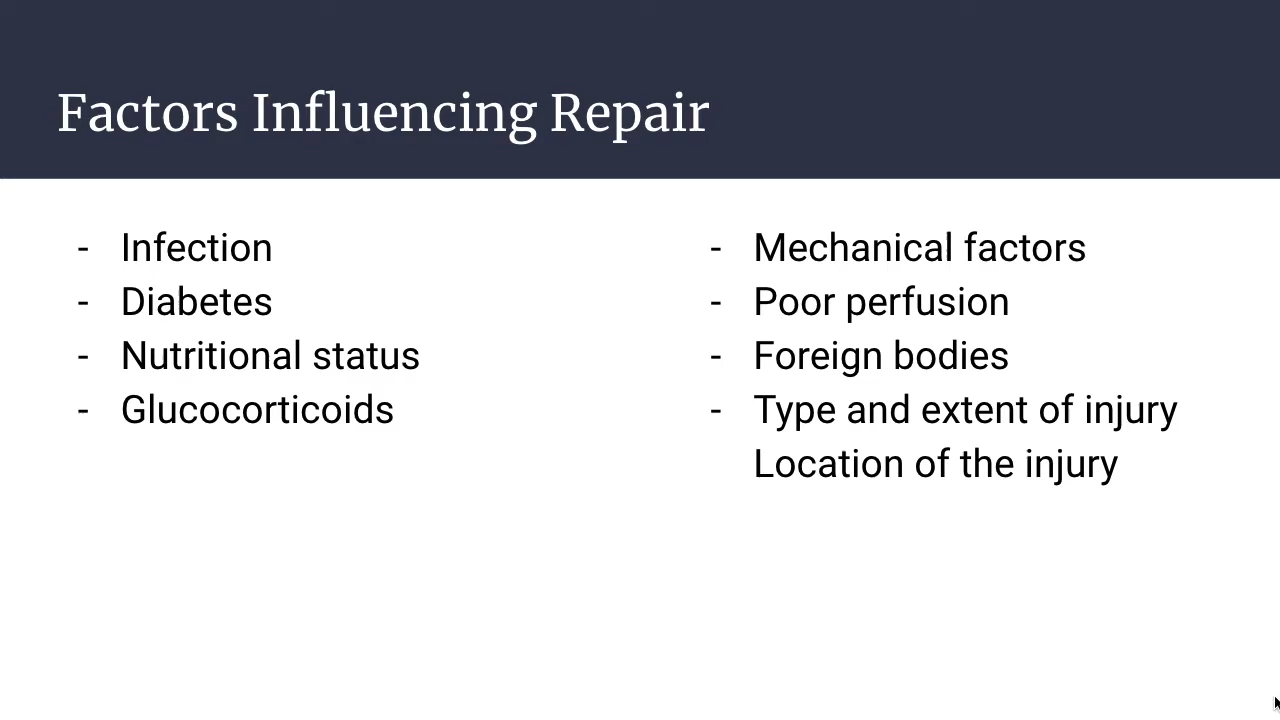 Factors Influencing Repair
- Infection
- Diabetes
- Nutritional status
- Glucocorticoids
- Mechanical factors
- Poor perfusion
- Foreign bodies
- Type and extent of injury
Location of the injury